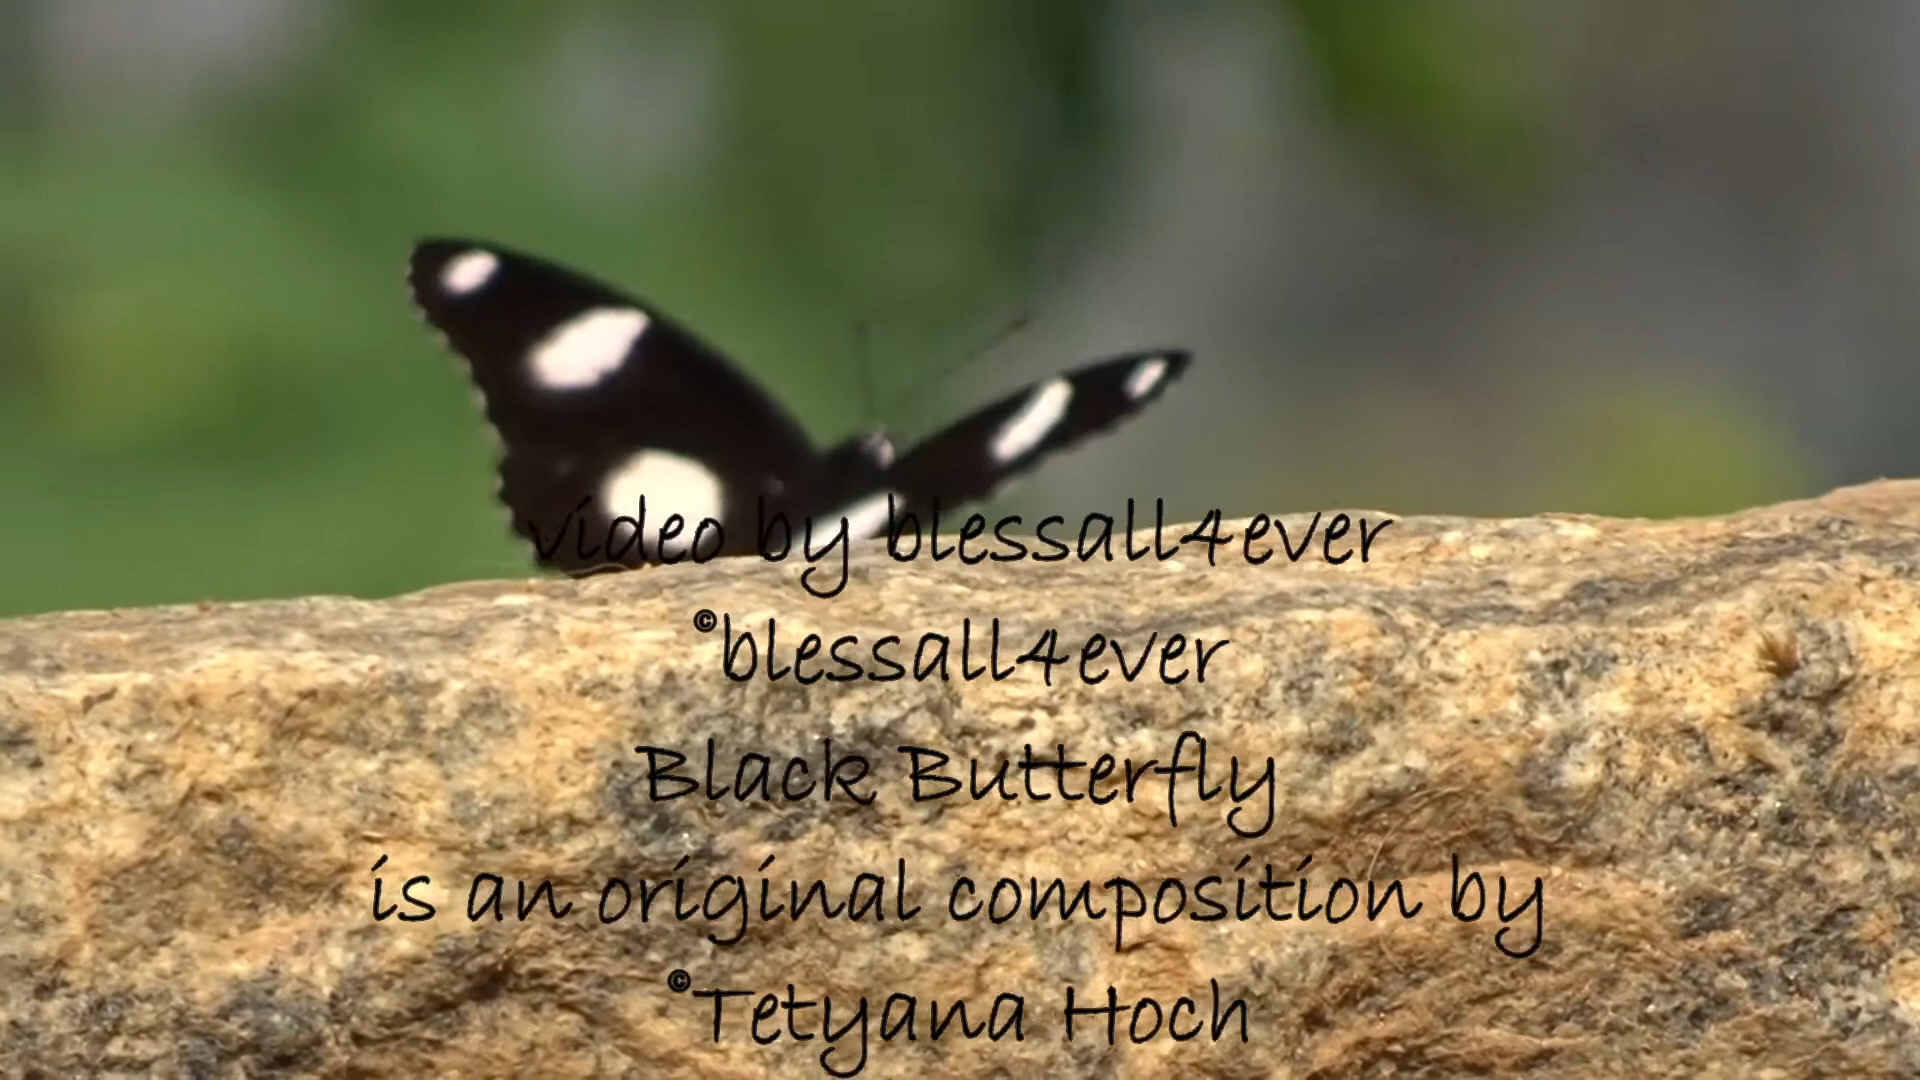 video by blessall4ever
©blessall4ever
Black Butterfly
is an original composition by
©Tetyana Hoch